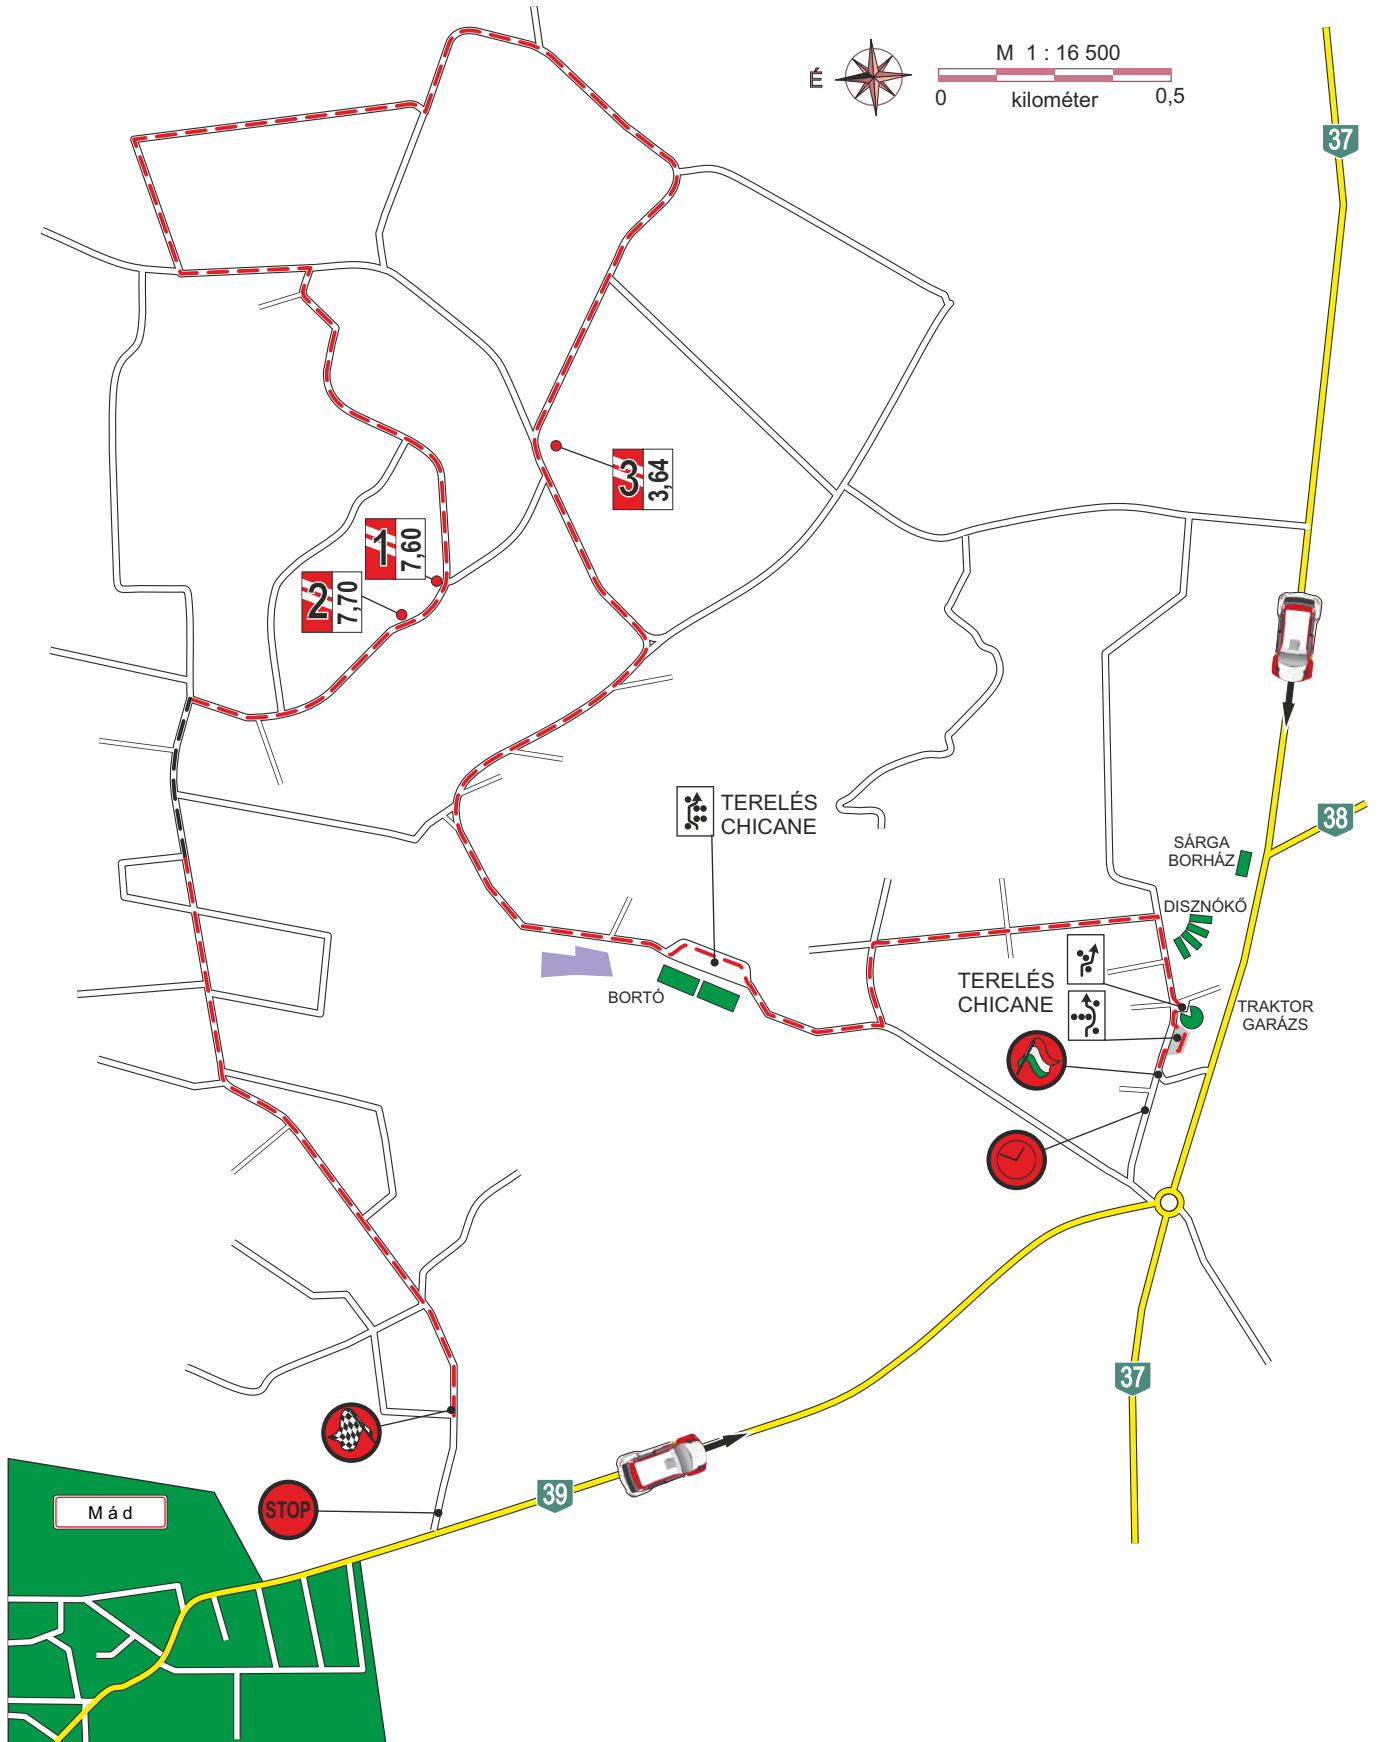 É
M 1 : 16 500
0
kilométer
0,5
37
3
3,64
1
7,60
2
7,70
TERELÉS
CHICANE
38
SÁRGA
BORHÁZ
DISZNÓKŐ
TERELÉS
CHICANE
BORTÓ
TRAKTOR
GARÁZS
37
39
STOP
Mád